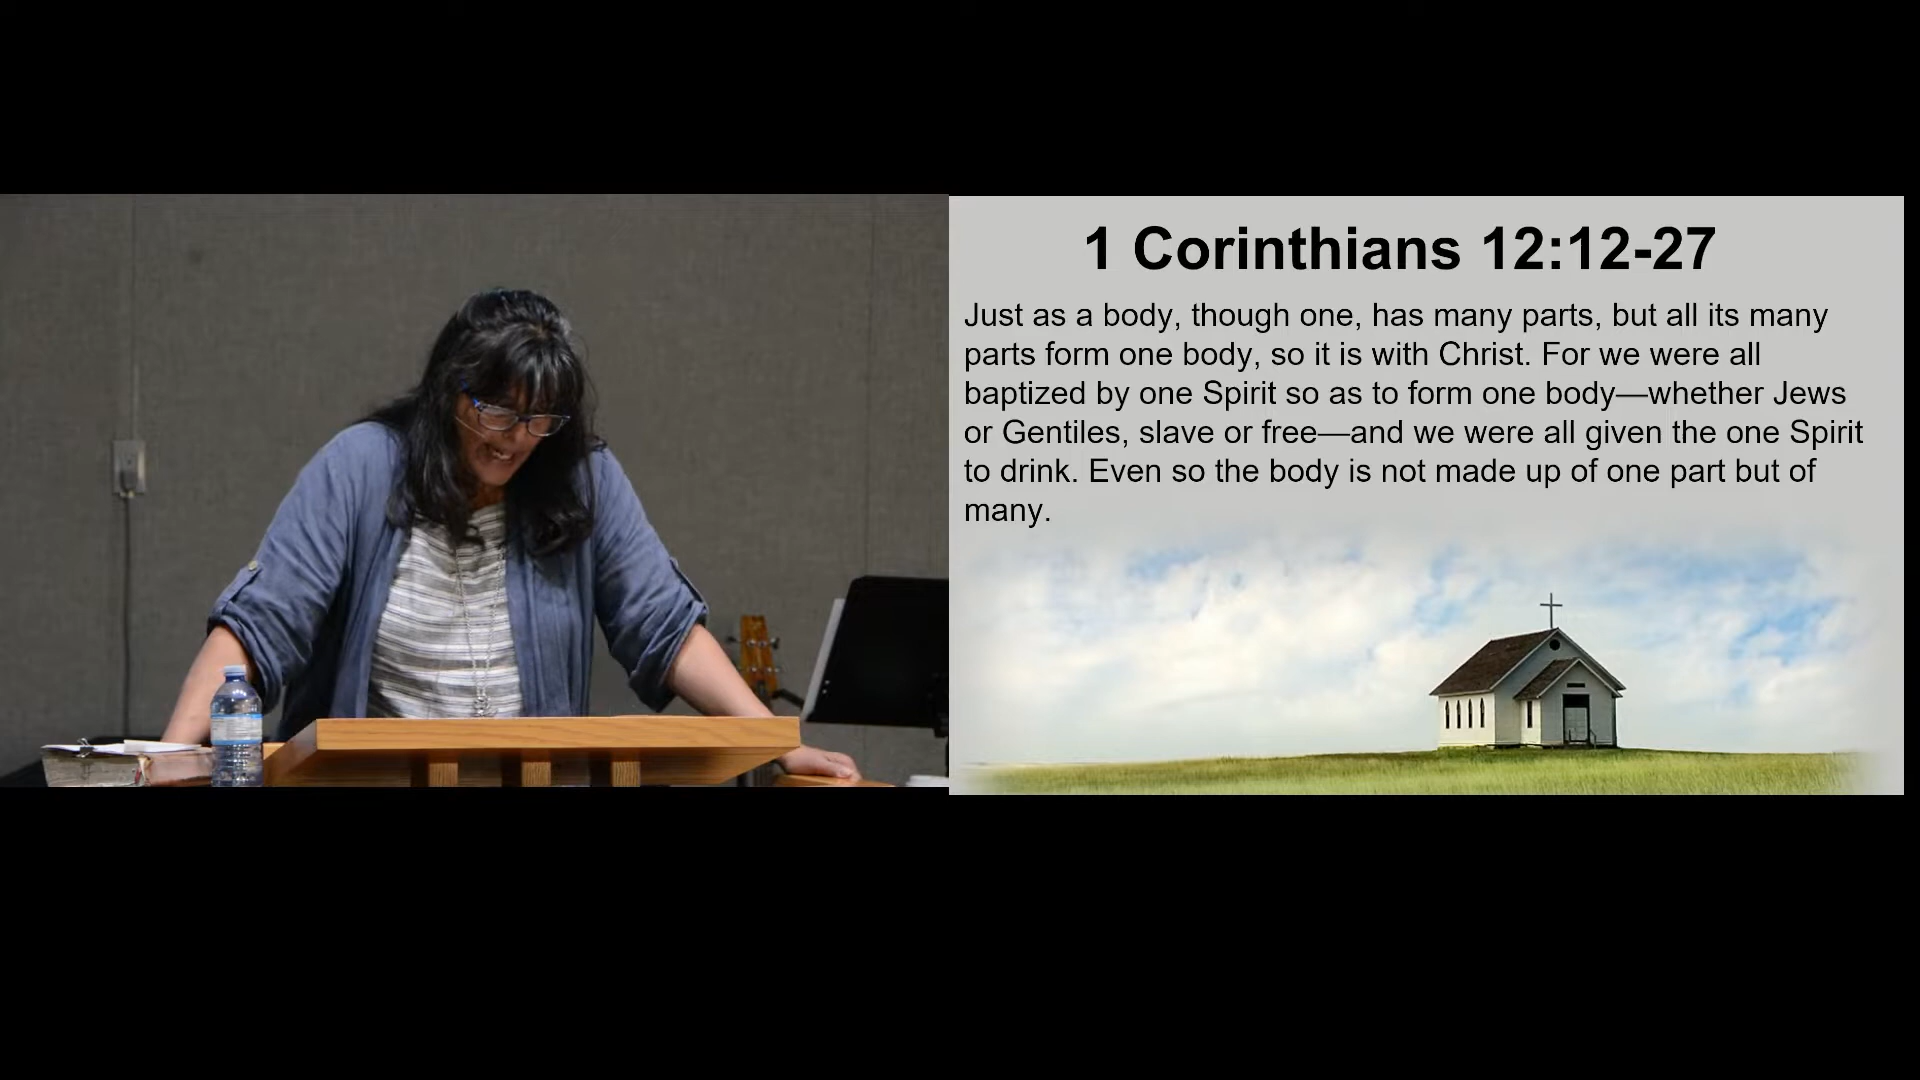 1 Corinthians 12:12-27
Just as a body, though one, has many parts, but all its many
parts form one body, so it is with Christ. For we were all
baptized by one Spirit so as to form one body—whether Jews
or Gentiles, slave or free—and we were all given the one Spirit
to drink. Even so the body is not made up of one part but of
many.